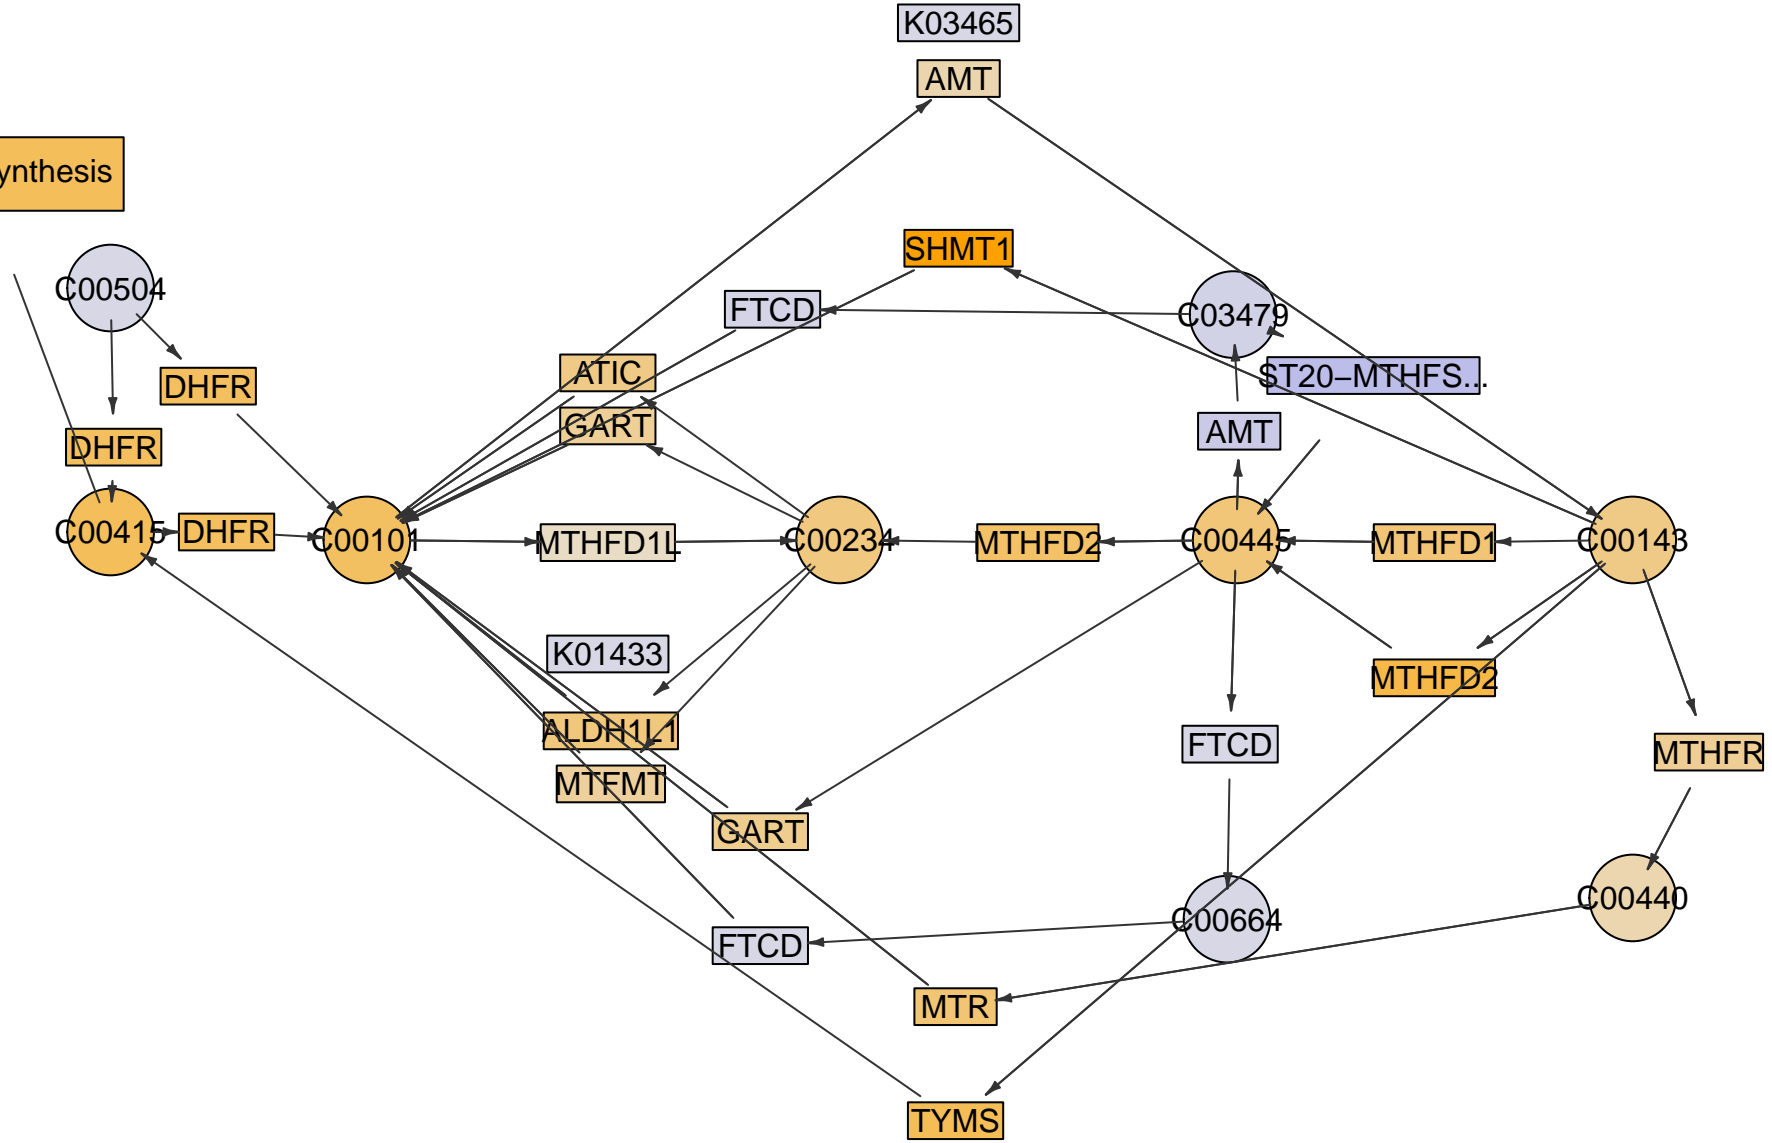 K03465
AMT
ynthesis
SHMT1
C00504
FTCD
C03479
DHFR
ATIC
ST20−MTHFS...
GART
AMT
DHFR
C00415
DHFR
C00101
MTHFD1L
C00234
MTHFD2
C00445
MTHFD1
C00143
K01433
MTHFD2
ALDH1L1
FTCD
MTHFR
MTFMT
GART
C00440
C00664
FTCD
MTR
TYMS